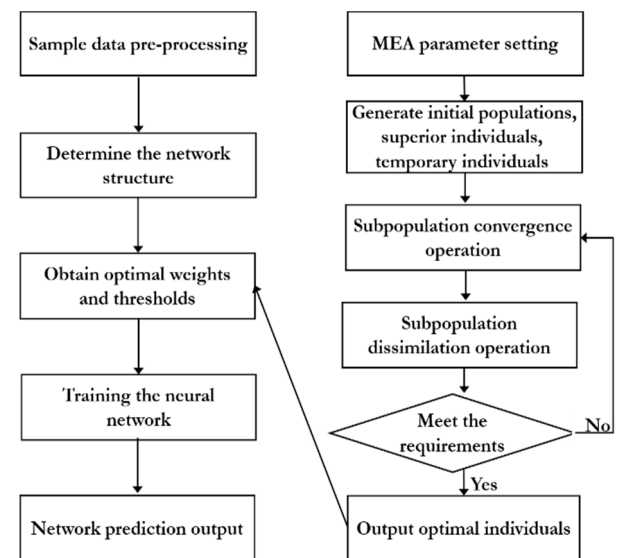 Sample data pre-processing
Determine the network
structure
Obtain optimal weights
and thresholds
Training the neural
network
Network prediction output
MEA parameter setting
Generate initial populations,
superior individuals,
temporary individuals
Subpopulation convergence
operation
Subpopulation
dissimilation operation
Meet the
requirements
No
Yes
Output optimal individuals